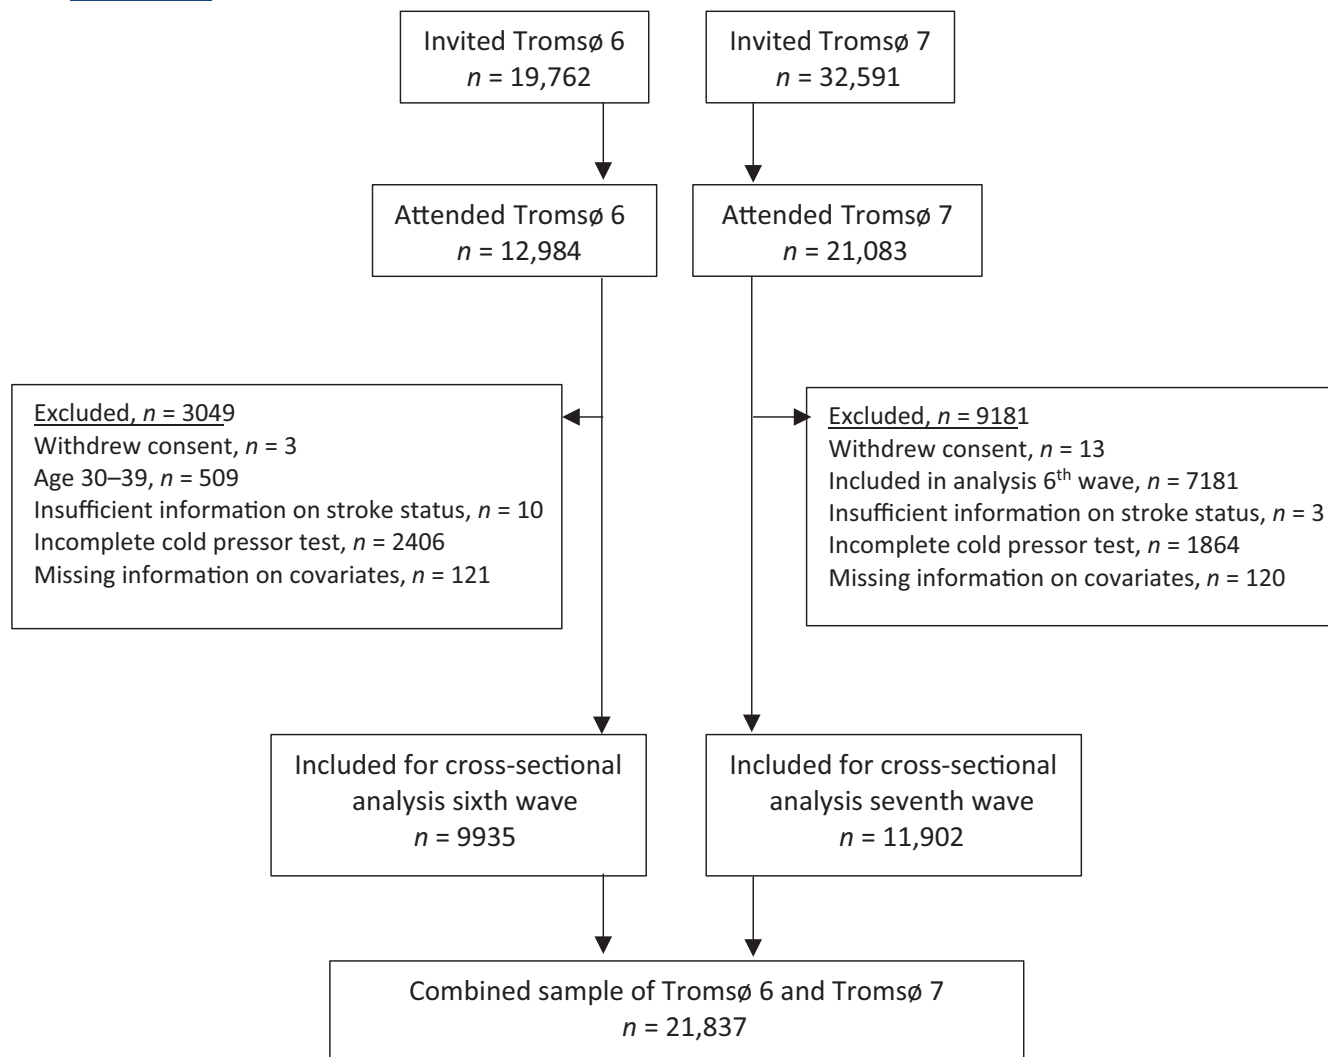 Invited Tromsø 6
n = 19,762
Invited Tromsø 7
n = 32,591
Attended Tromsø 6
n = 12,984
Attended Tromsø 7
n = 21,083
Excluded, n = 3049
Withdrew consent, n = 3
Age 30–39, n = 509
Insufficient information on stroke status, n = 10
Incomplete cold pressor test, n = 2406
Missing information on covariates, n = 121
Excluded, n = 9181
Withdrew consent, n = 13
Included in analysis 6th wave, n = 7181
Insufficient information on stroke status, n = 3
Incomplete cold pressor test, n = 1864
Missing information on covariates, n = 120
Included for cross-sectional
analysis sixth wave
n = 9935
Included for cross-sectional
analysis seventh wave
n = 11,902
Combined sample of Tromsø 6 and Tromsø 7
n = 21,837